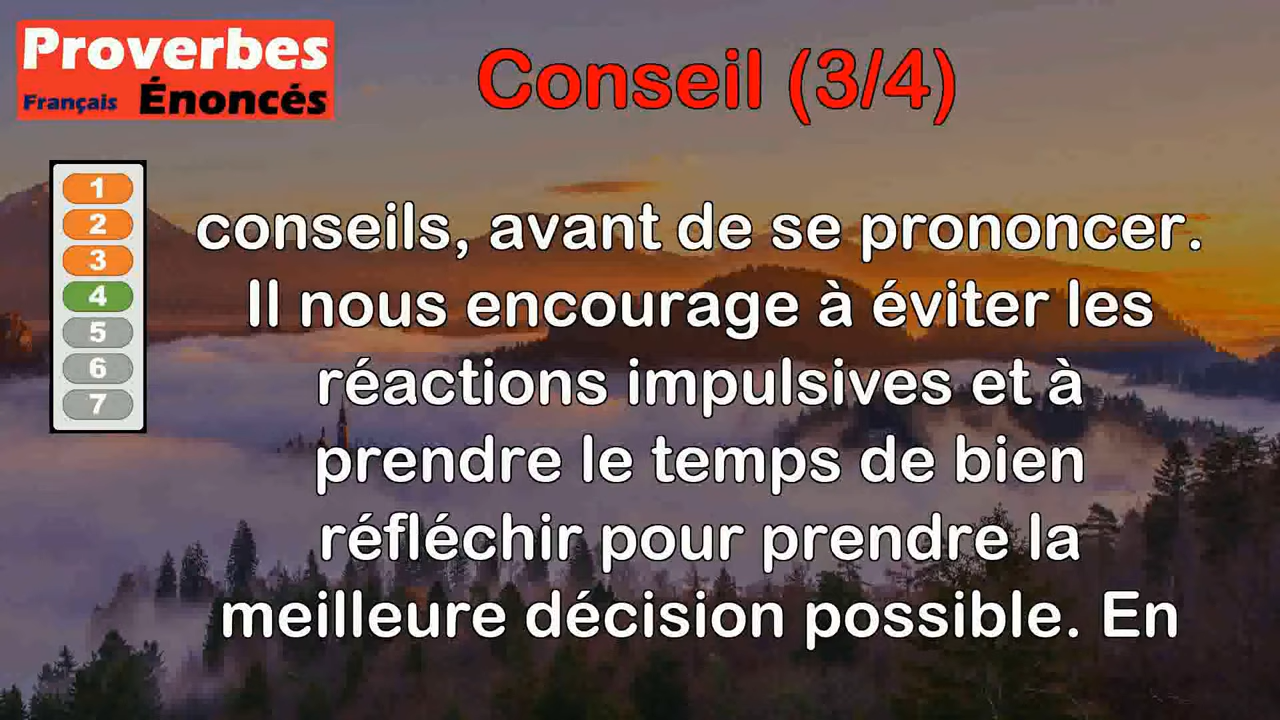 Proverbes
Français Énoncés
Conseil (3/4)
1
2
3
4
5
6
7
conseils, avant de se prononcer.
Il nous encourage à éviter les
réactions impulsives et à
prendre le temps de bien
réfléchir pour prendre la
meilleure décision possible. En